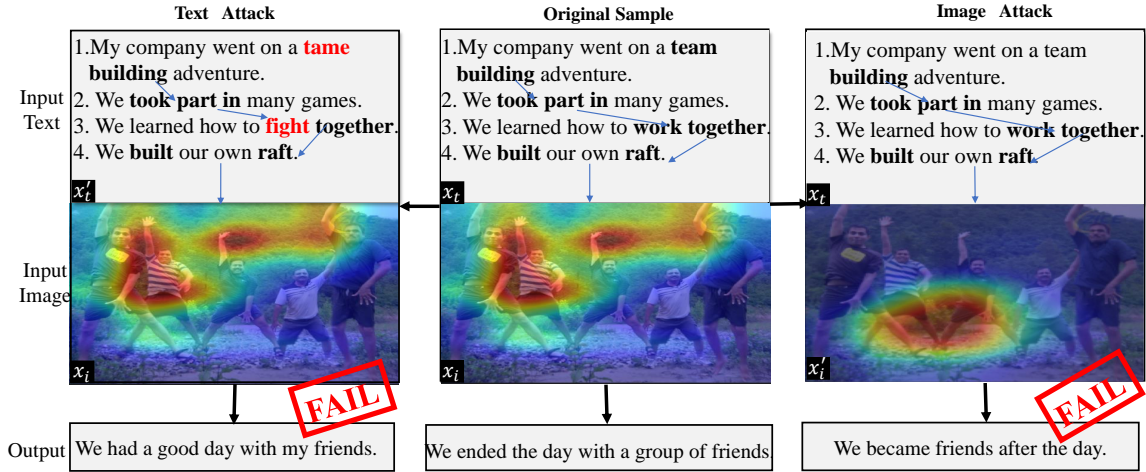 Text Attack
Original Sample
Image Attack
Input
Text
1.My company went on a tame
building adventure.
2. We took part in many games.
3. We learned how to fight together.
4. We built our own raft.
x't
1.My company went on a team
building adventure.
2. We took part in many games.
3. We learned how to work together.
4. We built our own raft.
xt
1.My company went on a team
building adventure.
2. We took part in many games.
3. We learned how to work together.
4. We built our own raft.
xt
Input
Image
xi
FAIL
xi
x'i
FAIL
Output
We had a good day with my friends.
We ended the day with a group of friends.
We became friends after the day.